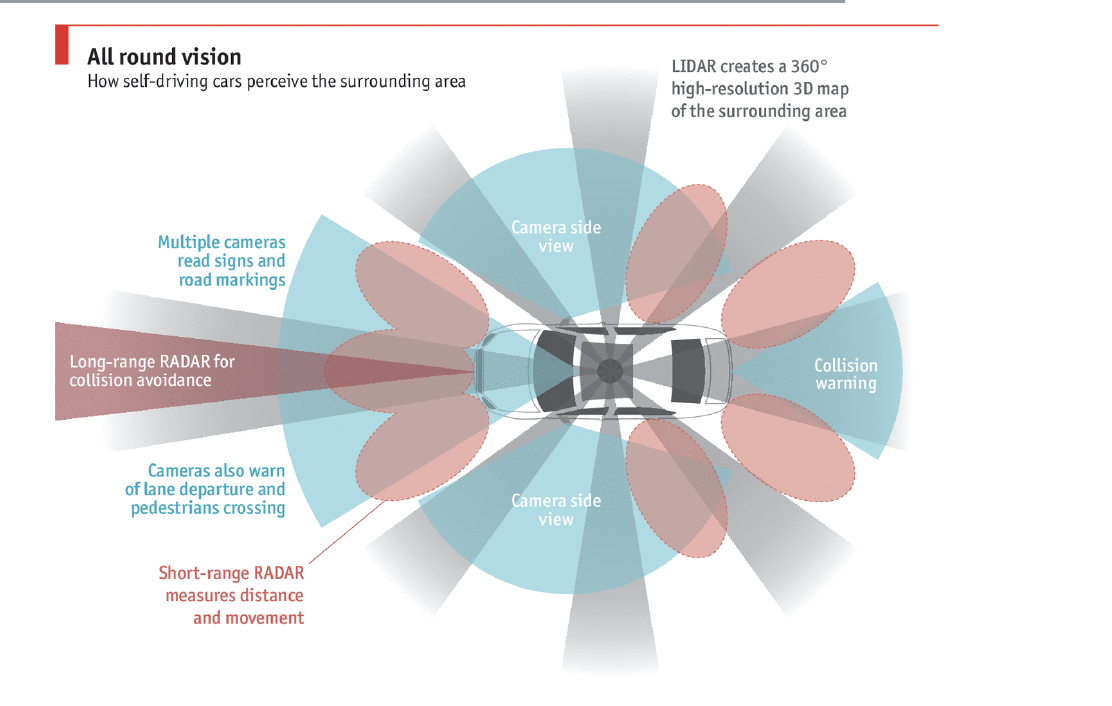 All round vision
How self-driving cars perceive the surrounding area
LIDAR creates a 360°
high-resolution 3D map
of the surrounding area
Camera side
view
Multiple cameras
read signs and
road markings
Long-range RADAR for
collision avoidance
Collision
warning
Cameras also warn
of lane departure and
pedestrians crossing
Camera side
view
Short-range RADAR
measures distance
and movement